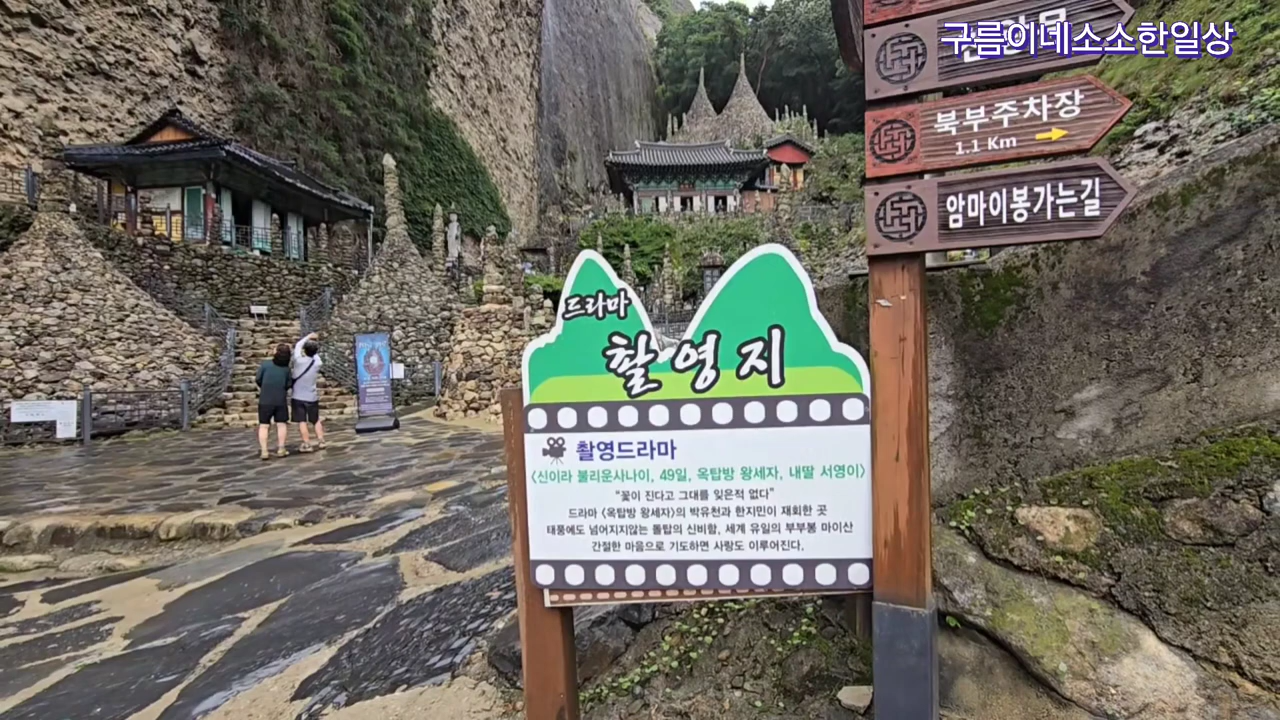 구름이네소소한일상
북부주차장
1.1 Km
암마이봉가는길
드라마
촬영지
촬영드라마
<신이라 불리운사나이, 49일, 옥탑방 왕세자, 내딸 서영이>
"꽃이 진다고 그대를 잊은적 없다"
드라마 <옥탑방 왕세자>의 박유천과 한지민이 재회한 곳
태풍에도 넘어지지않는 돌탑의 신비함, 세계 유일의 부부봉 마이산
간절한 마음으로 기도하면 사랑도 이루어진다.